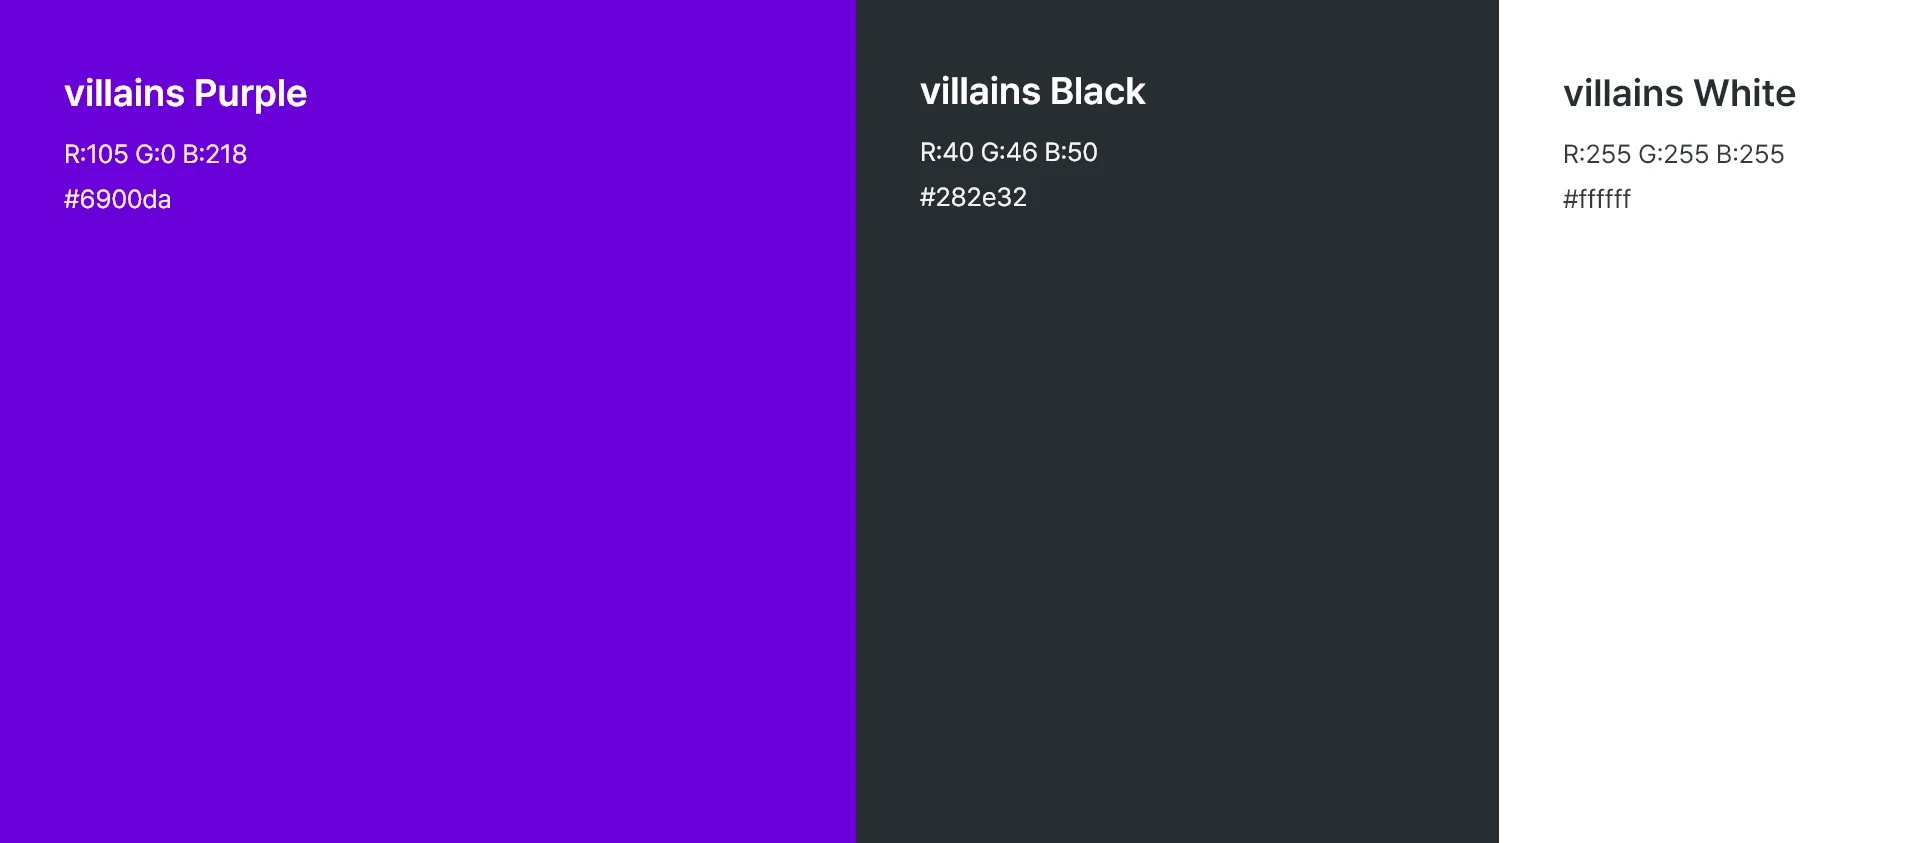 villains Purple
R:105 G:0 B:218
#6900da
villains Black
R:40 G:46 B:50
#282e32
villains White
R:255 G:255 B:255
#ffffff